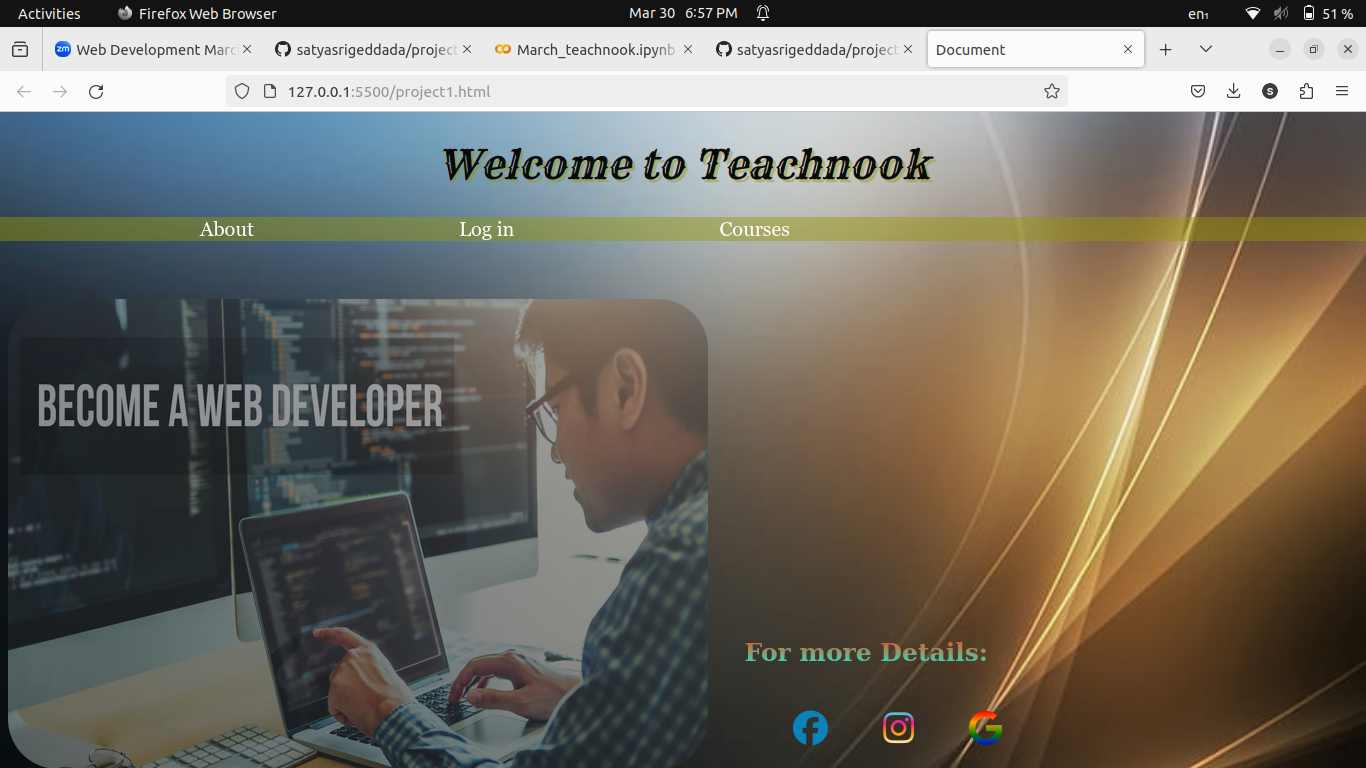 Activities Firefox Web Browser Mar 30 6:57 PM en₁ 51 %
zm Web Development Marc satyasrigeddada/project March_teachnook.ipynb satyasrigeddada/project Document
127.0.0.1:5500/project1.html S
Welcome to Teachnook
About Log in Courses
BECOME A WEB DEVELOPER
For more Details: